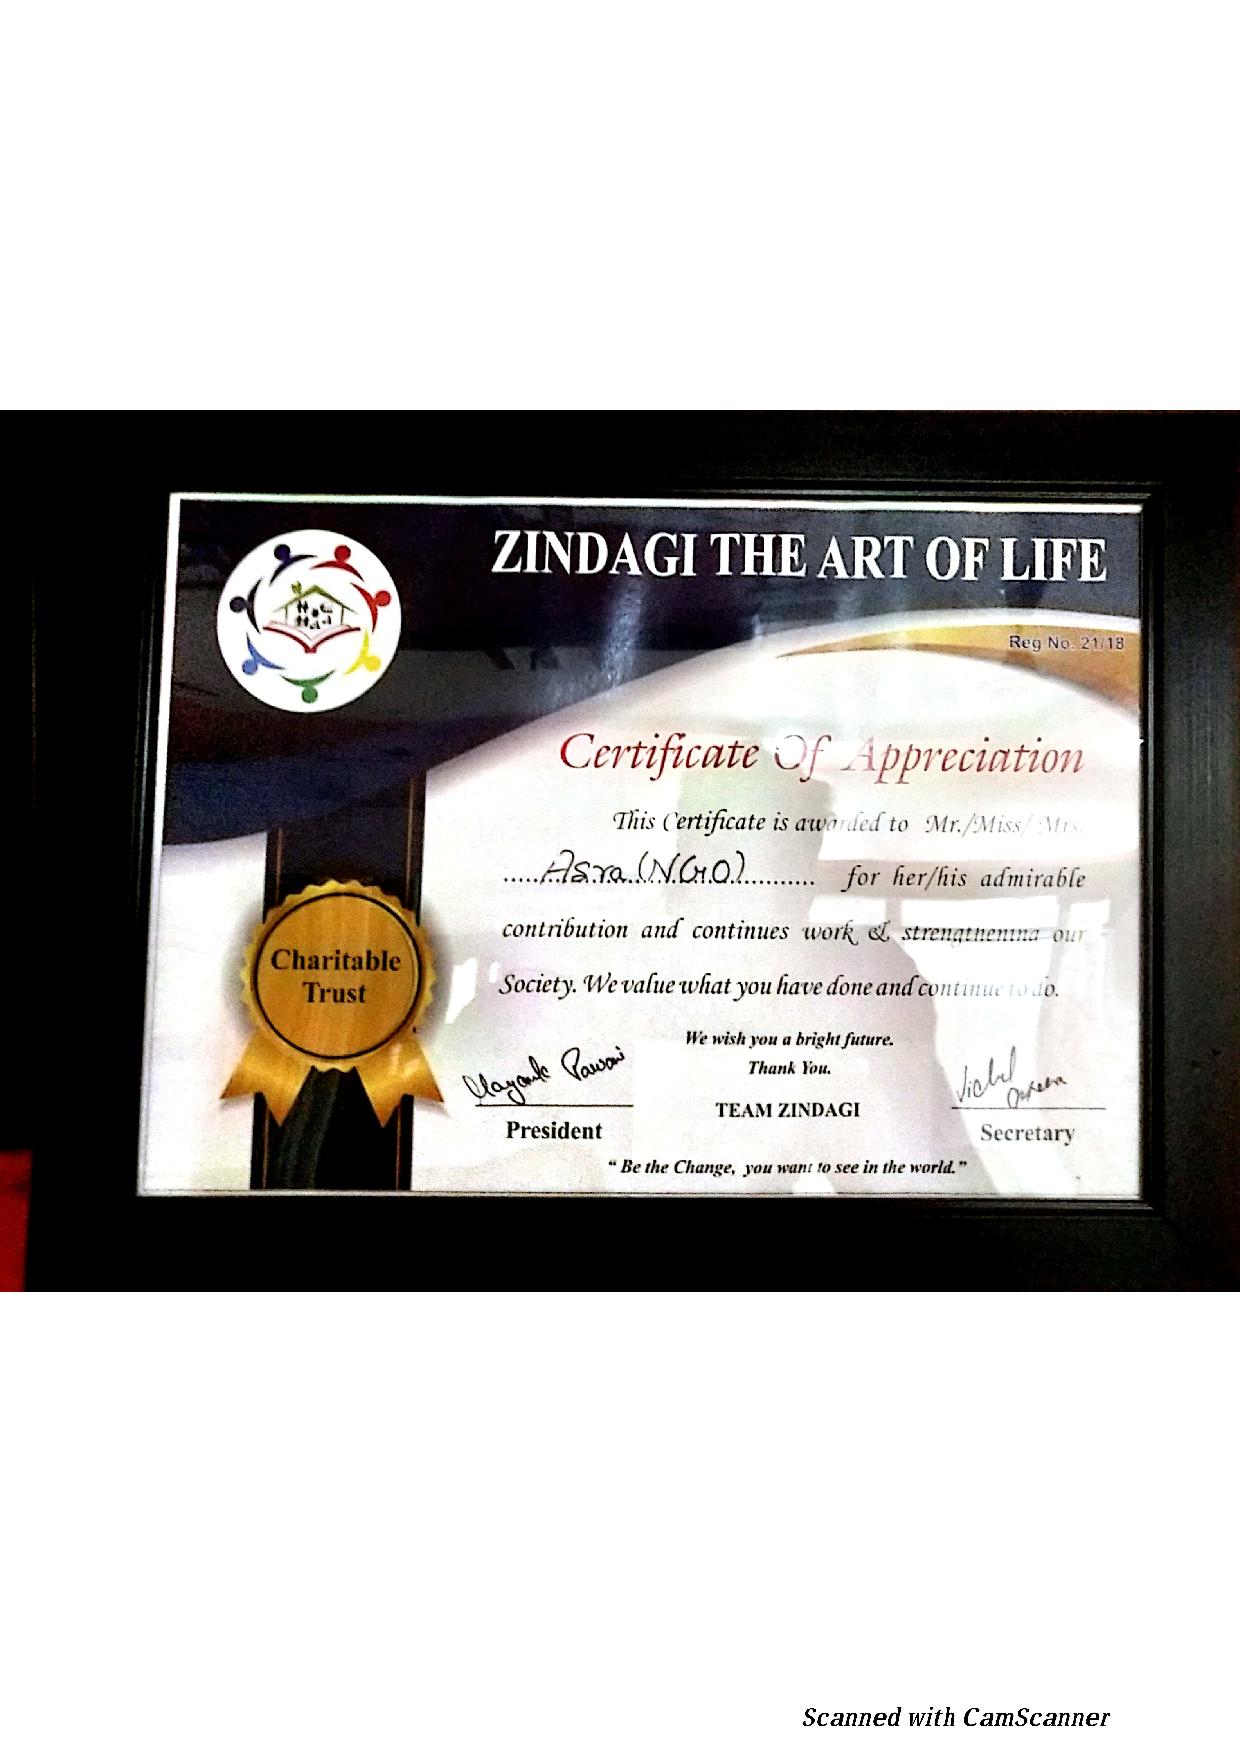 ZINDAGI THE ART OF LIFE
Reg No. 21/18
Certificate Of Appreciation
This Certificate is awarded to Mr./Miss/ Mrs.
.....Asra (N.G.O)........... for her/his admirable
contribution and continues work & strengthening our
Society. We value what you have done and continue to do.
Charitable
Trust
We wish you a bright future.
Thank You.
TEAM ZINDAGI
Mayank
President
Secretary
“ Be the Change, you want to see in the world.”
Scanned with CamScanner